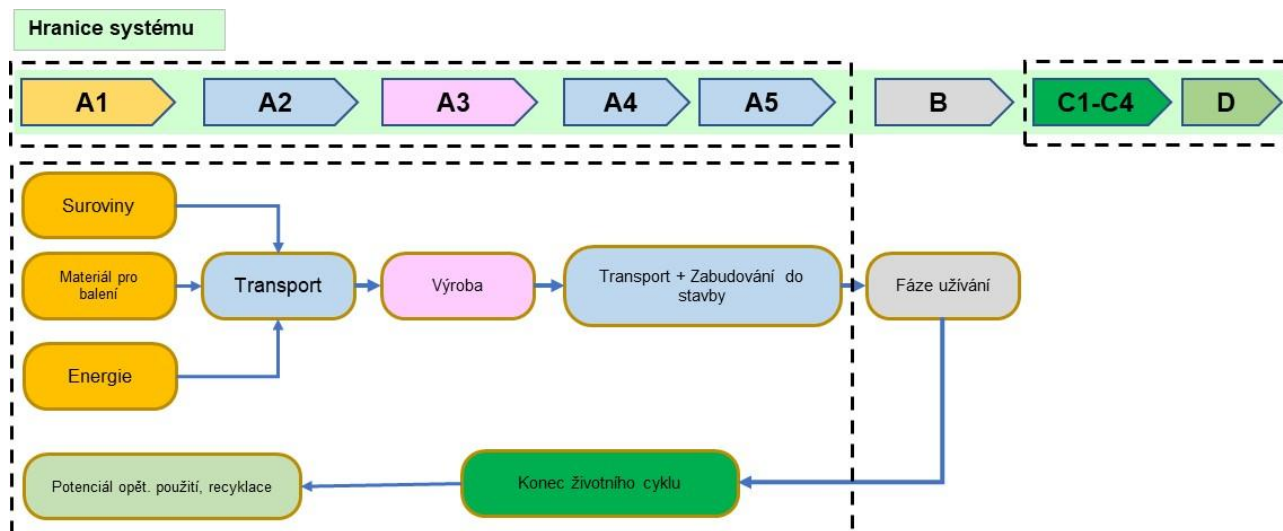 Hranice systému
A1
A2
A3
A4
A5
B
C1-C4
D
Suroviny
Materiál pro
balení
Transport
Výroba
Transport + Zabudování do
stavby
Fáze užívání
Energie
Potenciál opět. použití, recyklace
Konec životního cyklu